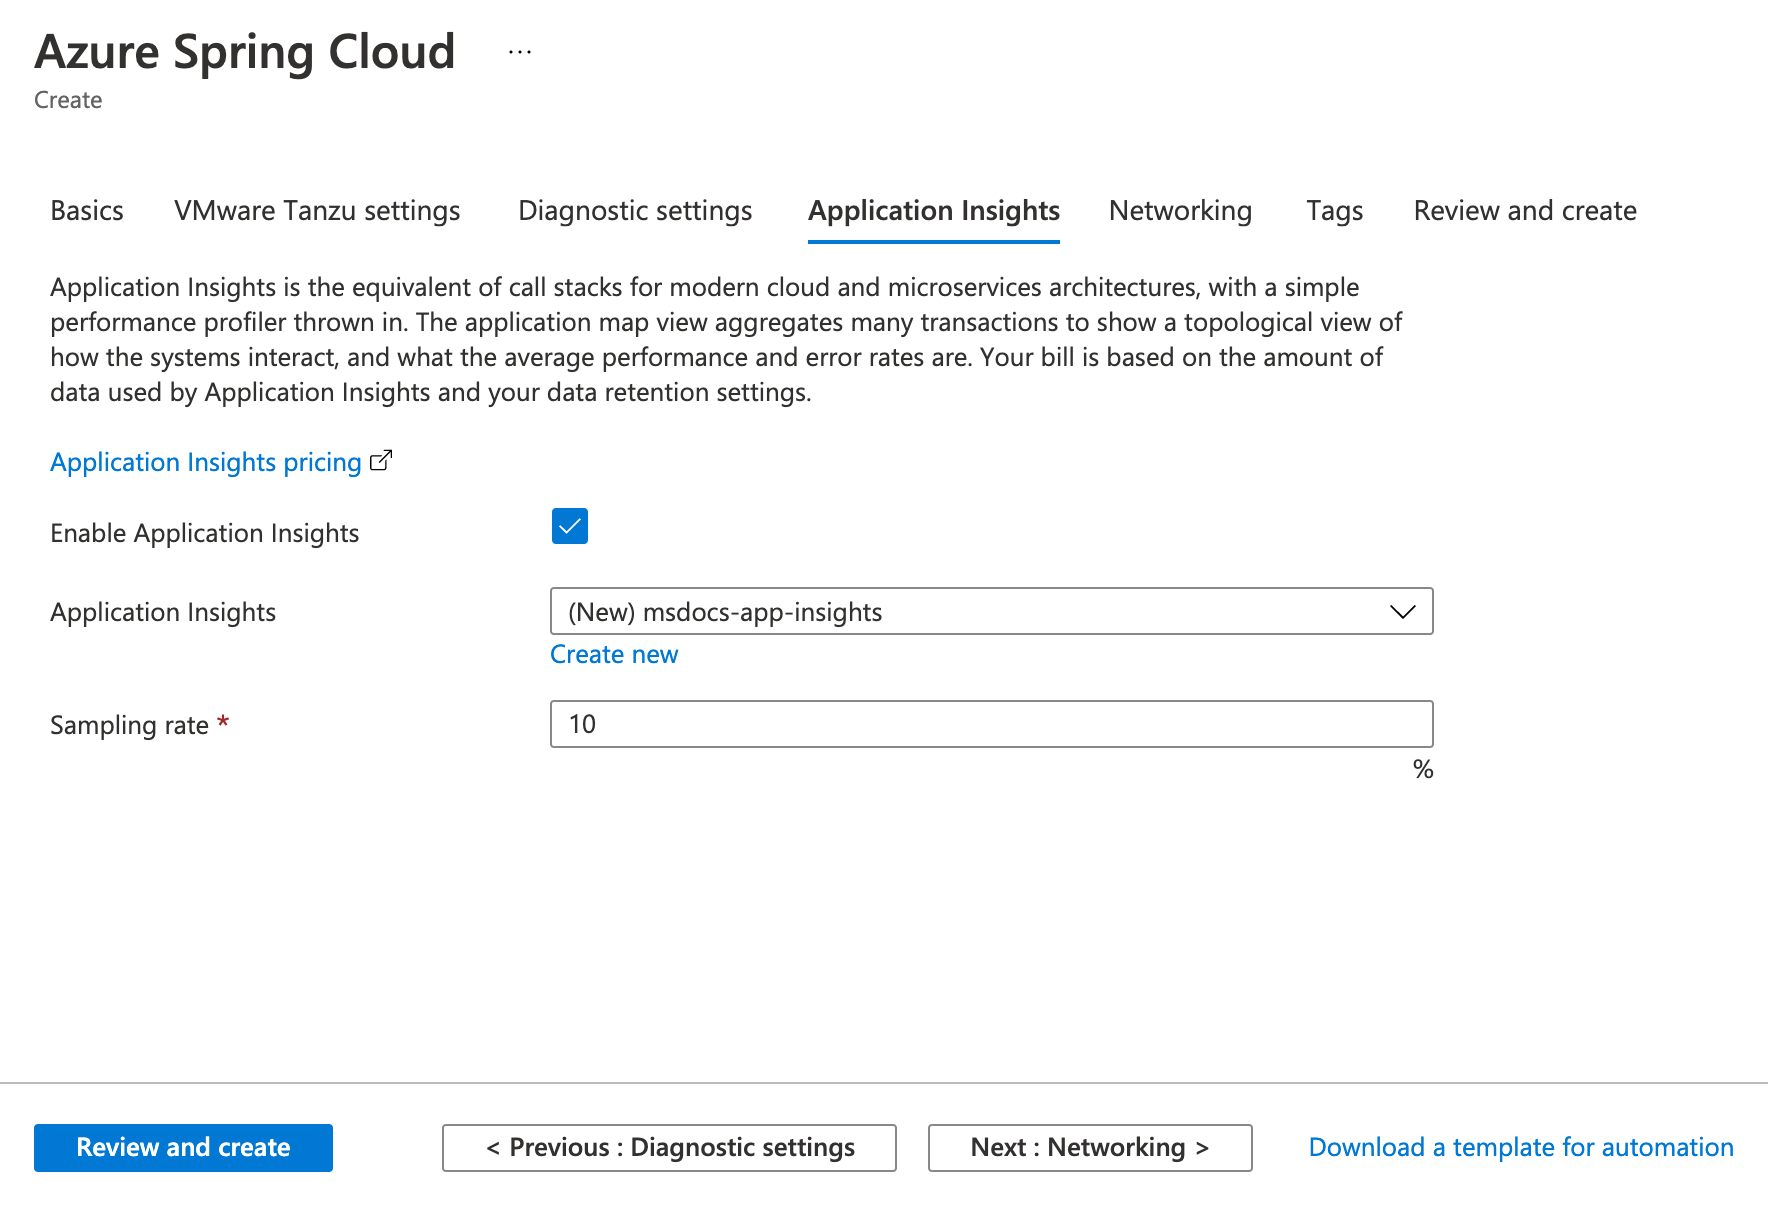 Azure Spring Cloud ...
Create
Basics VMware Tanzu settings Diagnostic settings Application Insights Networking Tags Review and create
Application Insights is the equivalent of call stacks for modern cloud and microservices architectures, with a simple
performance profiler thrown in. The application map view aggregates many transactions to show a topological view of
how the systems interact, and what the average performance and error rates are. Your bill is based on the amount of
data used by Application Insights and your data retention settings.
Application Insights pricing
Enable Application Insights
Application Insights (New) msdocs-app-insights
Create new
Sampling rate * 10
%
Review and create < Previous : Diagnostic settings Next : Networking > Download a template for automation